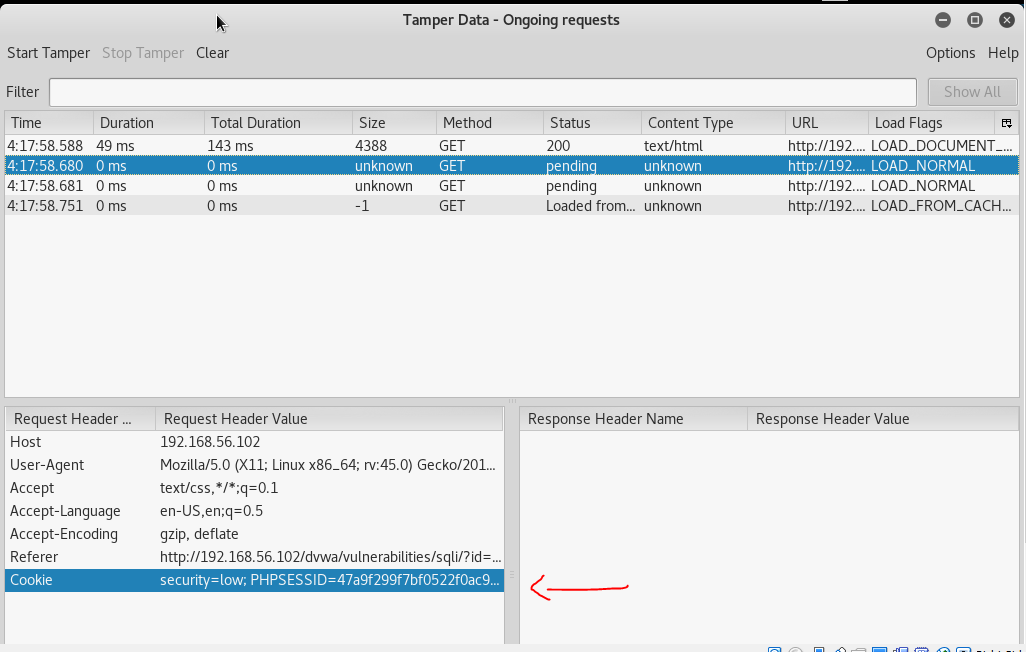 Tamper Data - Ongoing requests
Start Tamper Stop Tamper Clear Options Help
Filter Show All
Time Duration Total Duration Size Method Status Content Type URL Load Flags
4:17:58.588 49 ms 143 ms 4388 GET 200 text/html http://192.... LOAD_DOCUMENT_...
4:17:58.680 0 ms 0 ms unknown GET pending unknown http://192.... LOAD_NORMAL
4:17:58.681 0 ms 0 ms unknown GET pending unknown http://192.... LOAD_NORMAL
4:17:58.751 0 ms 0 ms -1 GET Loaded from... unknown http://192.... LOAD_FROM_CACH...
Request Header ... Request Header Value Response Header Name Response Header Value
Host 192.168.56.102
User-Agent Mozilla/5.0 (X11; Linux x86_64; rv:45.0) Gecko/201...
Accept text/css,*/*;q=0.1
Accept-Language en-US,en;q=0.5
Accept-Encoding gzip, deflate
Referer http://192.168.56.102/dvwa/vulnerabilities/sqli/?id=...
Cookie security=low; PHPSESSID=47a9f299f7bf0522f0ac9...